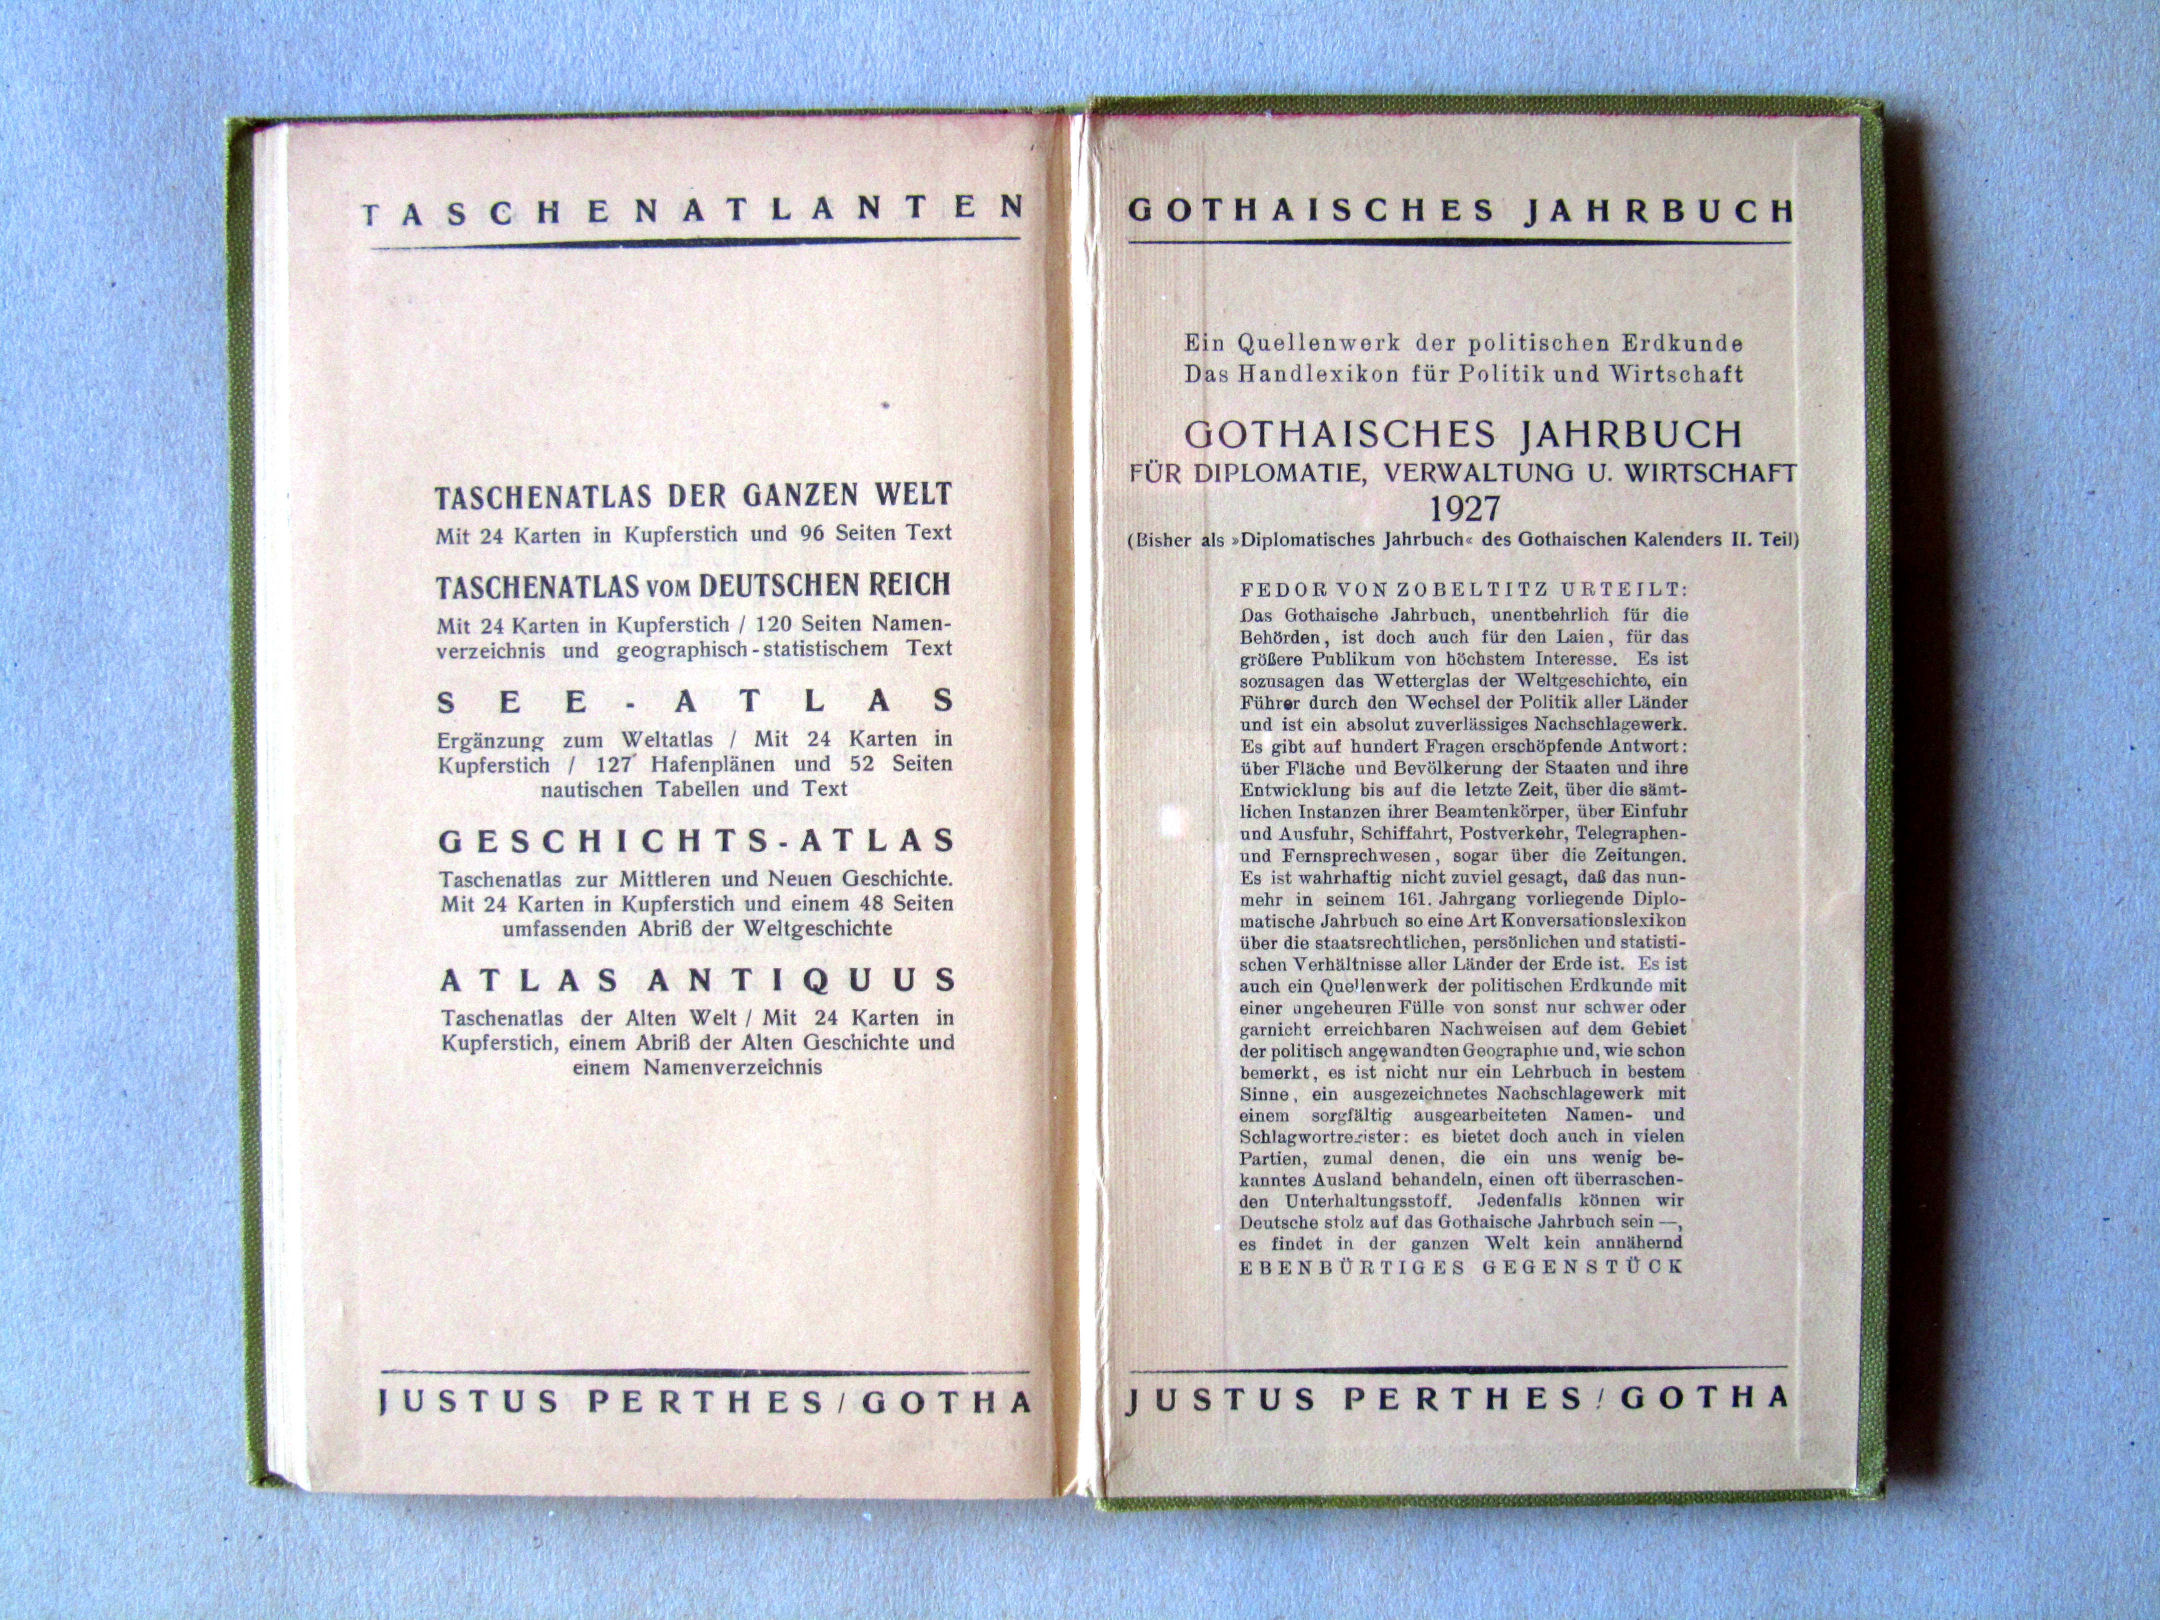 TASCHENATLANTEN
TASCHENATLAS DER GANZEN WELT
Mit 24 Karten in Kupferstich und 96 Seiten Text
TASCHENATLAS VOM DEUTSCHEN REICH
Mit 24 Karten in Kupferstich / 120 Seiten Namen-
verzeichnis und geographisch-statistischem Text
SEE-ATLAS
Ergänzung zum Weltatlas / Mit 24 Karten in
Kupferstich / 127 Hafenplänen und 52 Seiten
nautischen Tabellen und Text
GESCHICHTS-ATLAS
Taschenatlas zur Mittleren und Neuen Geschichte.
Mit 24 Karten in Kupferstich und einem 48 Seiten
umfassenden Abriß der Weltgeschichte
ATLAS ANTIQUUS
Taschenatlas der Alten Welt / Mit 24 Karten in
Kupferstich, einem Abriß der Alten Geschichte und
einem Namenverzeichnis
JUSTUS PERTHES / GOTHA
GOTHAISCHES JAHRBUCH
Ein Quellenwerk der politischen Erdkunde
Das Handlexikon für Politik und Wirtschaft
GOTHAISCHES JAHRBUCH
FÜR DIPLOMATIE, VERWALTUNG U. WIRTSCHAFT
1927
(Bisher als »Diplomatisches Jahrbuch« des Gothaischen Kalenders II. Teil)
FEDOR VON ZOBELTITZ URTEILT:
Das Gothaische Jahrbuch, unentbehrlich für die
Behörden, ist doch auch für den Laien, für das
größere Publikum von höchstem Interesse. Es ist
sozusagen das Wetterglas der Weltgeschichte, ein
Führer durch den Wechsel der Politik aller Länder
und ist ein absolut zuverlässiges Nachschlagewerk.
Es gibt auf hundert Fragen erschöpfende Antwort:
über Fläche und Bevölkerung der Staaten und ihre
Entwicklung bis auf die letzte Zeit, über die sämt-
lichen Instanzen ihrer Beamtenkörper, über Einfuhr
und Ausfuhr, Schiffahrt, Postverkehr, Telegraphen-
und Fernsprechwesen, sogar über die Zeitungen.
Es ist wahrhaftig nicht zuviel gesagt, daß das nun-
mehr in seinem 161. Jahrgang vorliegende Diplo-
matische Jahrbuch so eine Art Konversationslexikon
über die staatsrechtlichen, persönlichen und statisti-
schen Verhältnisse aller Länder der Erde ist. Es ist
auch ein Quellenwerk der politischen Erdkunde mit
einer ungeheuren Fülle von sonst nur schwer oder
garnicht erreichbaren Nachweisen auf dem Gebiet
der politisch angewandten Geographie und, wie schon
bemerkt, es ist nicht nur ein Lehrbuch in bestem
Sinne, ein ausgezeichnetes Nachschlagewerk mit
einem sorgfältig ausgearbeiteten Namen- und
Schlagwortregister: es bietet doch auch in vielen
Partien, zumal denen, die ein uns wenig be-
kanntes Ausland behandeln, einen oft überraschen-
den Unterhaltungsstoff. Jedenfalls können wir
Deutsche stolz auf das Gothaische Jahrbuch sein —,
es findet in der ganzen Welt kein annähernd
EBENBÜRTIGES GEGENSTÜCK
JUSTUS PERTHES / GOTHA